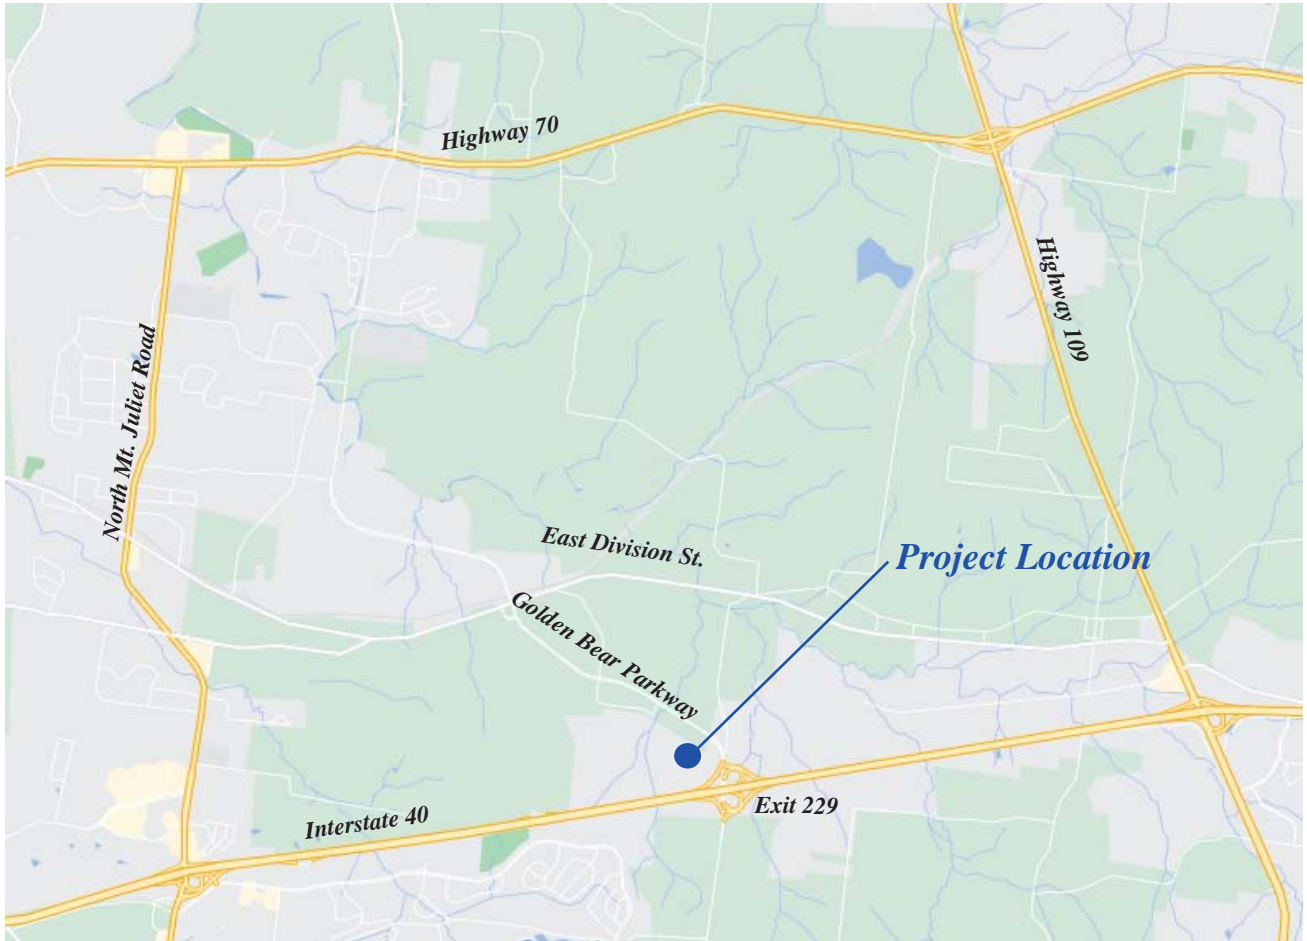 Highway 70
Highway 109
North Mt. Juliet Road
East Division St.
Project Location
Golden Bear Parkway
Exit 229
Interstate 40